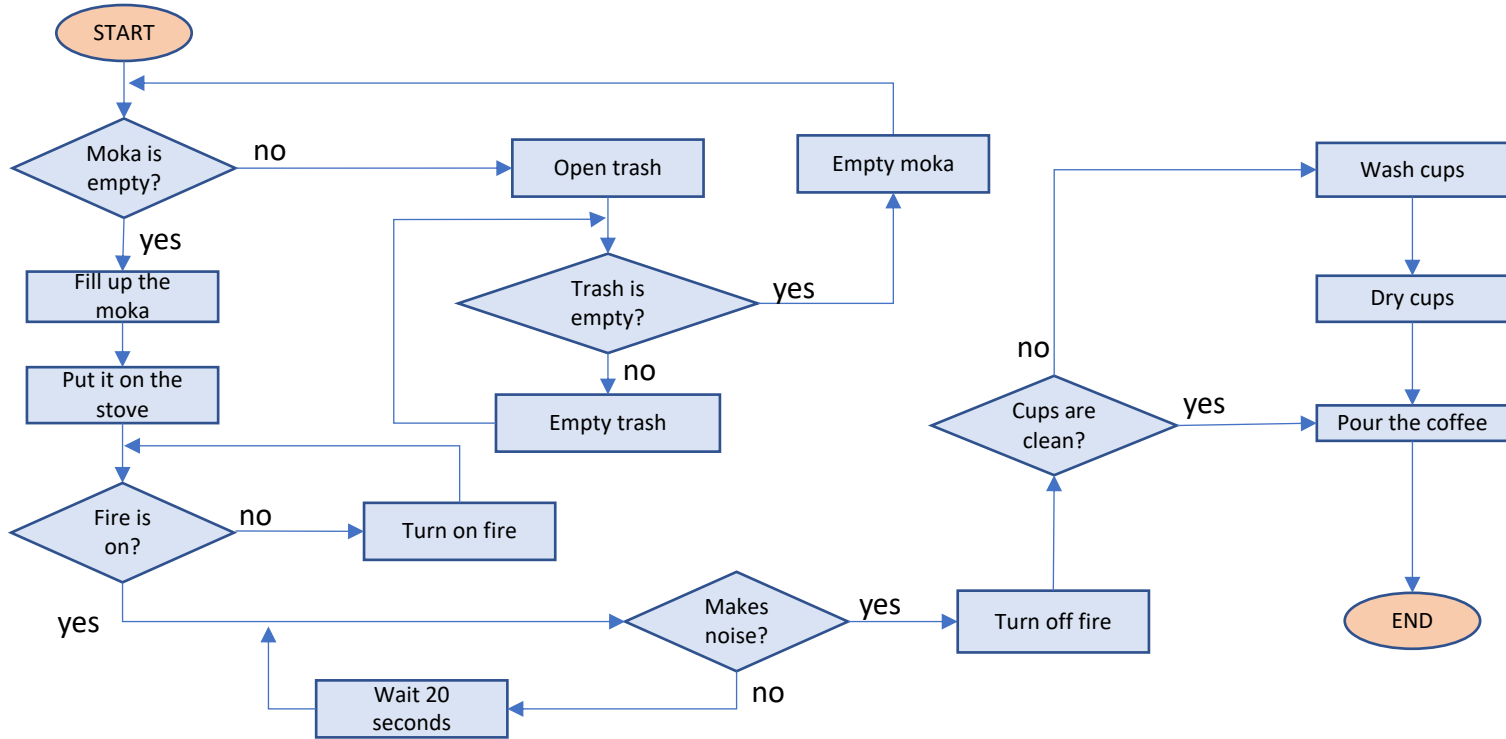 START
Moka is
empty?
no
yes
Open trash
Empty moka
Fill up the
moka
Trash is
empty?
yes
no
Empty trash
Put it on the
stove
Fire is
on?
no
yes
Turn on fire
Makes
noise?
yes
no
Wait 20
seconds
Turn off fire
Cups are
clean?
no
yes
Wash cups
Dry cups
Pour the coffee
END